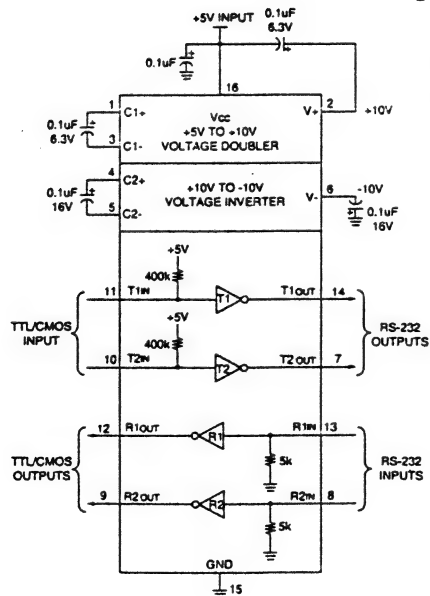 +5V INPUT
0.1uF
6.3V
0.1uF
16
1
C1+
Vcc
V+
2
+10V
+5V TO +10V
VOLTAGE DOUBLER
0.1uF
6.3V
3
C1-
4
C2+
+10V TO -10V
VOLTAGE INVERTER
V-
6
-10V
0.1uF
16V
5
C2-
0.1uF
16V
+5V
400k
11
T1IN
T1
T1OUT
14
TTL/CMOS
INPUT
+5V
400k
RS-232
OUTPUTS
10
T2IN
T2
T2OUT
7
12
R1OUT
R1
R1IN
13
5k
TTL/CMOS
OUTPUTS
RS-232
INPUTS
9
R2OUT
R2
R2IN
8
5k
GND
15